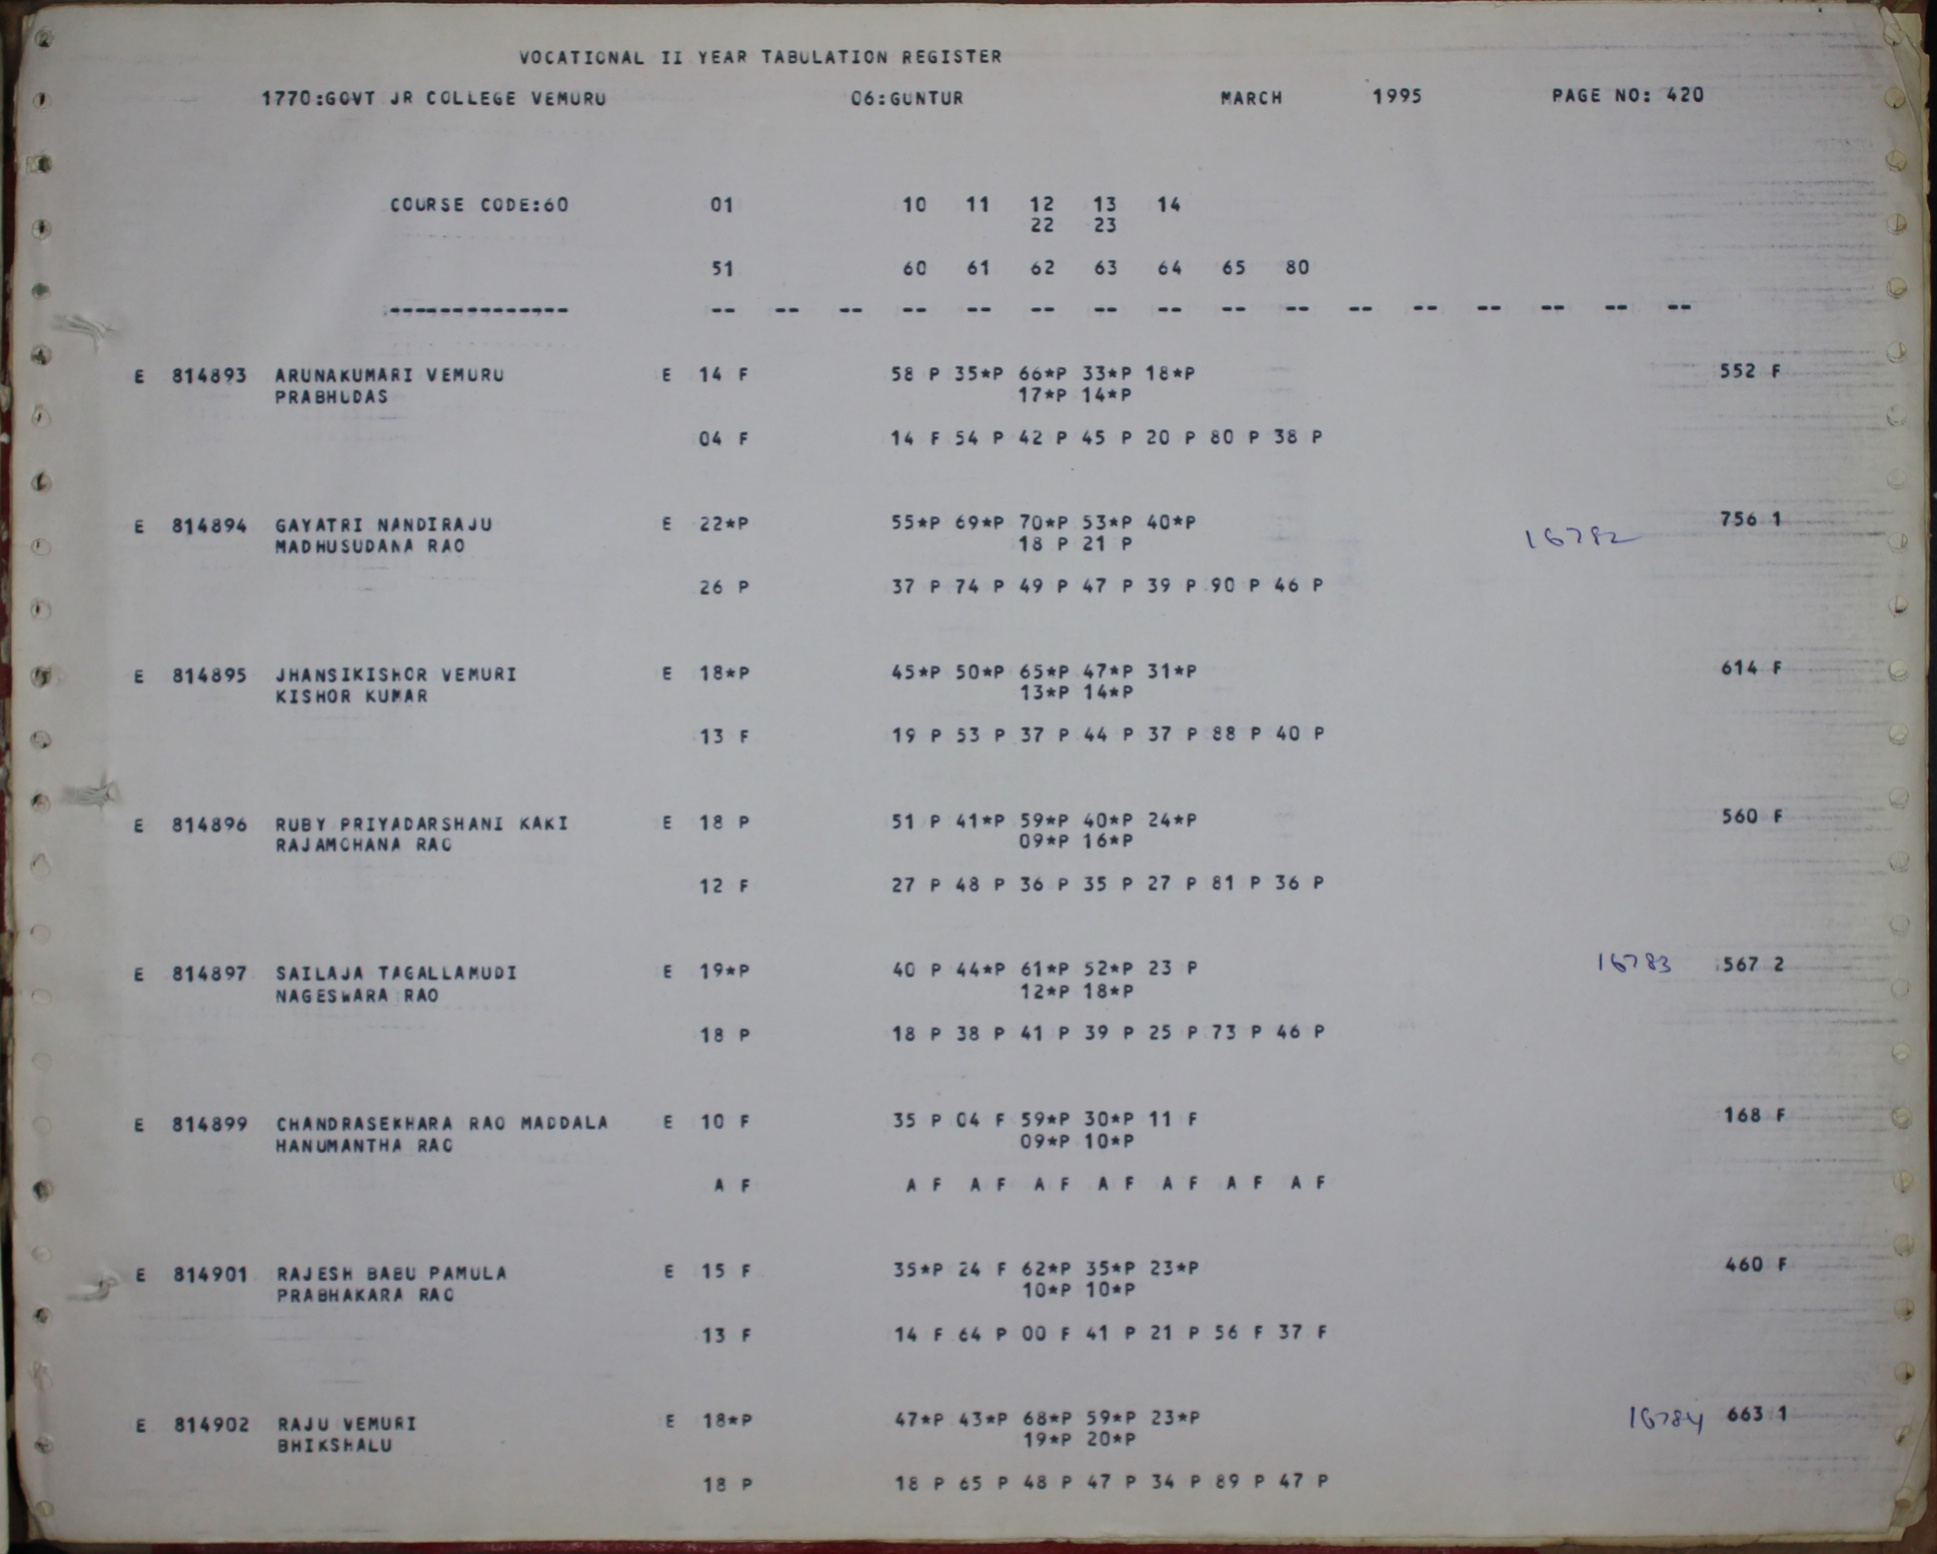 VOCATIONAL II YEAR TABULATION REGISTER
1770:GOVT JR COLLEGE VEMURU 06:GUNTUR MARCH 1995 PAGE NO: 420
COURSE CODE:60 01 10 11 12 13 14
22 23
51 60 61 62 63 64 65 80
-------------- -- -- -- -- -- -- -- -- -- -- -- -- -- -- -- --
E 814893 ARUNAKUMARI VEMURU E 14 F 58 P 35*P 66*P 33*P 18*P 552 F
PRABHUDAS 17*P 14*P
04 F 14 F 54 P 42 P 45 P 20 P 80 P 38 P
E 814894 GAYATRI NANDIRAJU E 22*P 55*P 69*P 70*P 53*P 40*P 756 1
MADHUSUDANA RAO 18 P 21 P 16782
26 P 37 P 74 P 49 P 47 P 39 P 90 P 46 P
E 814895 JHANSIKISHOR VEMURI E 18*P 45*P 50*P 65*P 47*P 31*P 614 F
KISHOR KUMAR 13*P 14*P
13 F 19 P 53 P 37 P 44 P 37 P 88 P 40 P
E 814896 RUBY PRIYADARSHANI KAKI E 18 P 51 P 41*P 59*P 40*P 24*P 560 F
RAJAMOHANA RAO 09*P 16*P
12 F 27 P 48 P 36 P 35 P 27 P 81 P 36 P
E 814897 SAILAJA TAGALLAMUDI E 19*P 40 P 44*P 61*P 52*P 23 P 16783 567 2
NAGESWARA RAO 12*P 18*P
18 P 18 P 38 P 41 P 39 P 25 P 73 P 46 P
E 814899 CHANDRASEKHARA RAO MADDALA E 10 F 35 P 04 F 59*P 30*P 11 F 168 F
HANUMANTHA RAO 09*P 10*P
A F A F A F A F A F A F A F A F
E 814901 RAJESH BABU PAMULA E 15 F 35*P 24 F 62*P 35*P 23*P 460 F
PRABHAKARA RAO 10*P 10*P
13 F 14 F 64 P 00 F 41 P 21 P 56 F 37 F
E 814902 RAJU VEMURI E 18*P 47*P 43*P 68*P 59*P 23*P 16784 663 1
BHIKSHALU 19*P 20*P
18 P 18 P 65 P 48 P 47 P 34 P 89 P 47 P